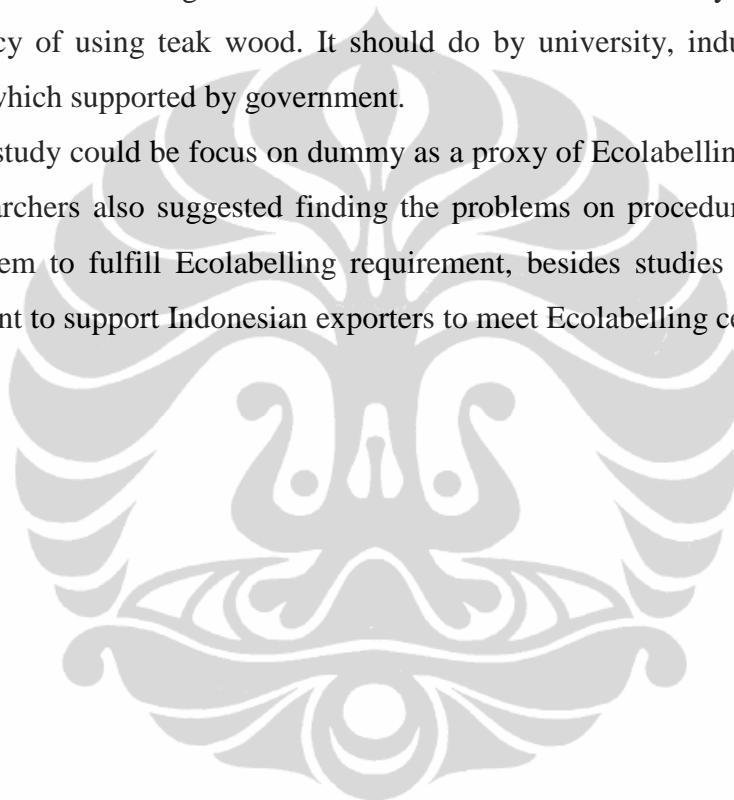 cy of using teak wood. It should do by university, indu
which supported by government.
study could be focus on dummy as a proxy of Ecolabellin
archers also suggested finding the problems on procedur
em to fulfill Ecolabelling requirement, besides studies
nt to support Indonesian exporters to meet Ecolabelling ce